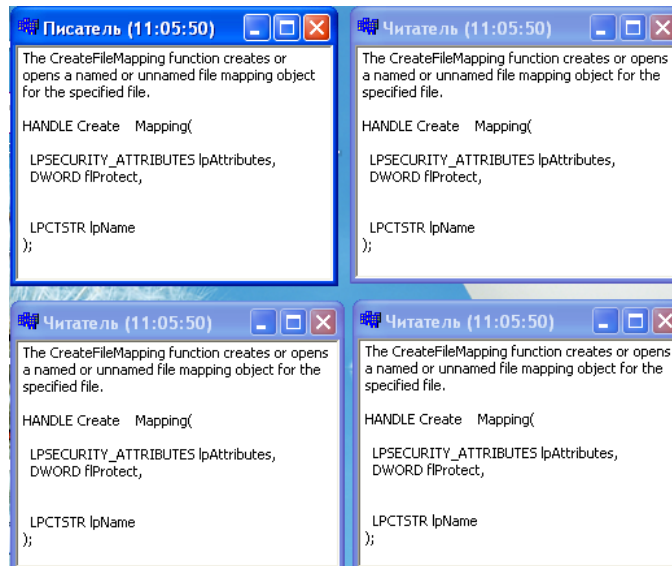 Писатель (11:05:50)
The CreateFileMapping function creates or
opens a named or unnamed file mapping object
for the specified file.
HANDLE Create    Mapping(
LPSECURITY_ATTRIBUTES lpAttributes,
DWORD flProtect,
LPCTSTR lpName
);
Читатель (11:05:50)
The CreateFileMapping function creates or opens
a named or unnamed file mapping object for the
specified file.
HANDLE Create    Mapping(
LPSECURITY_ATTRIBUTES lpAttributes,
DWORD flProtect,
LPCTSTR lpName
);
Читатель (11:05:50)
The CreateFileMapping function creates or opens
a named or unnamed file mapping object for the
specified file.
HANDLE Create    Mapping(
LPSECURITY_ATTRIBUTES lpAttributes,
DWORD flProtect,
LPCTSTR lpName
);
Читатель (11:05:50)
The CreateFileMapping function creates or opens
a named or unnamed file mapping object for the
specified file.
HANDLE Create    Mapping(
LPSECURITY_ATTRIBUTES lpAttributes,
DWORD flProtect,
LPCTSTR lpName
);